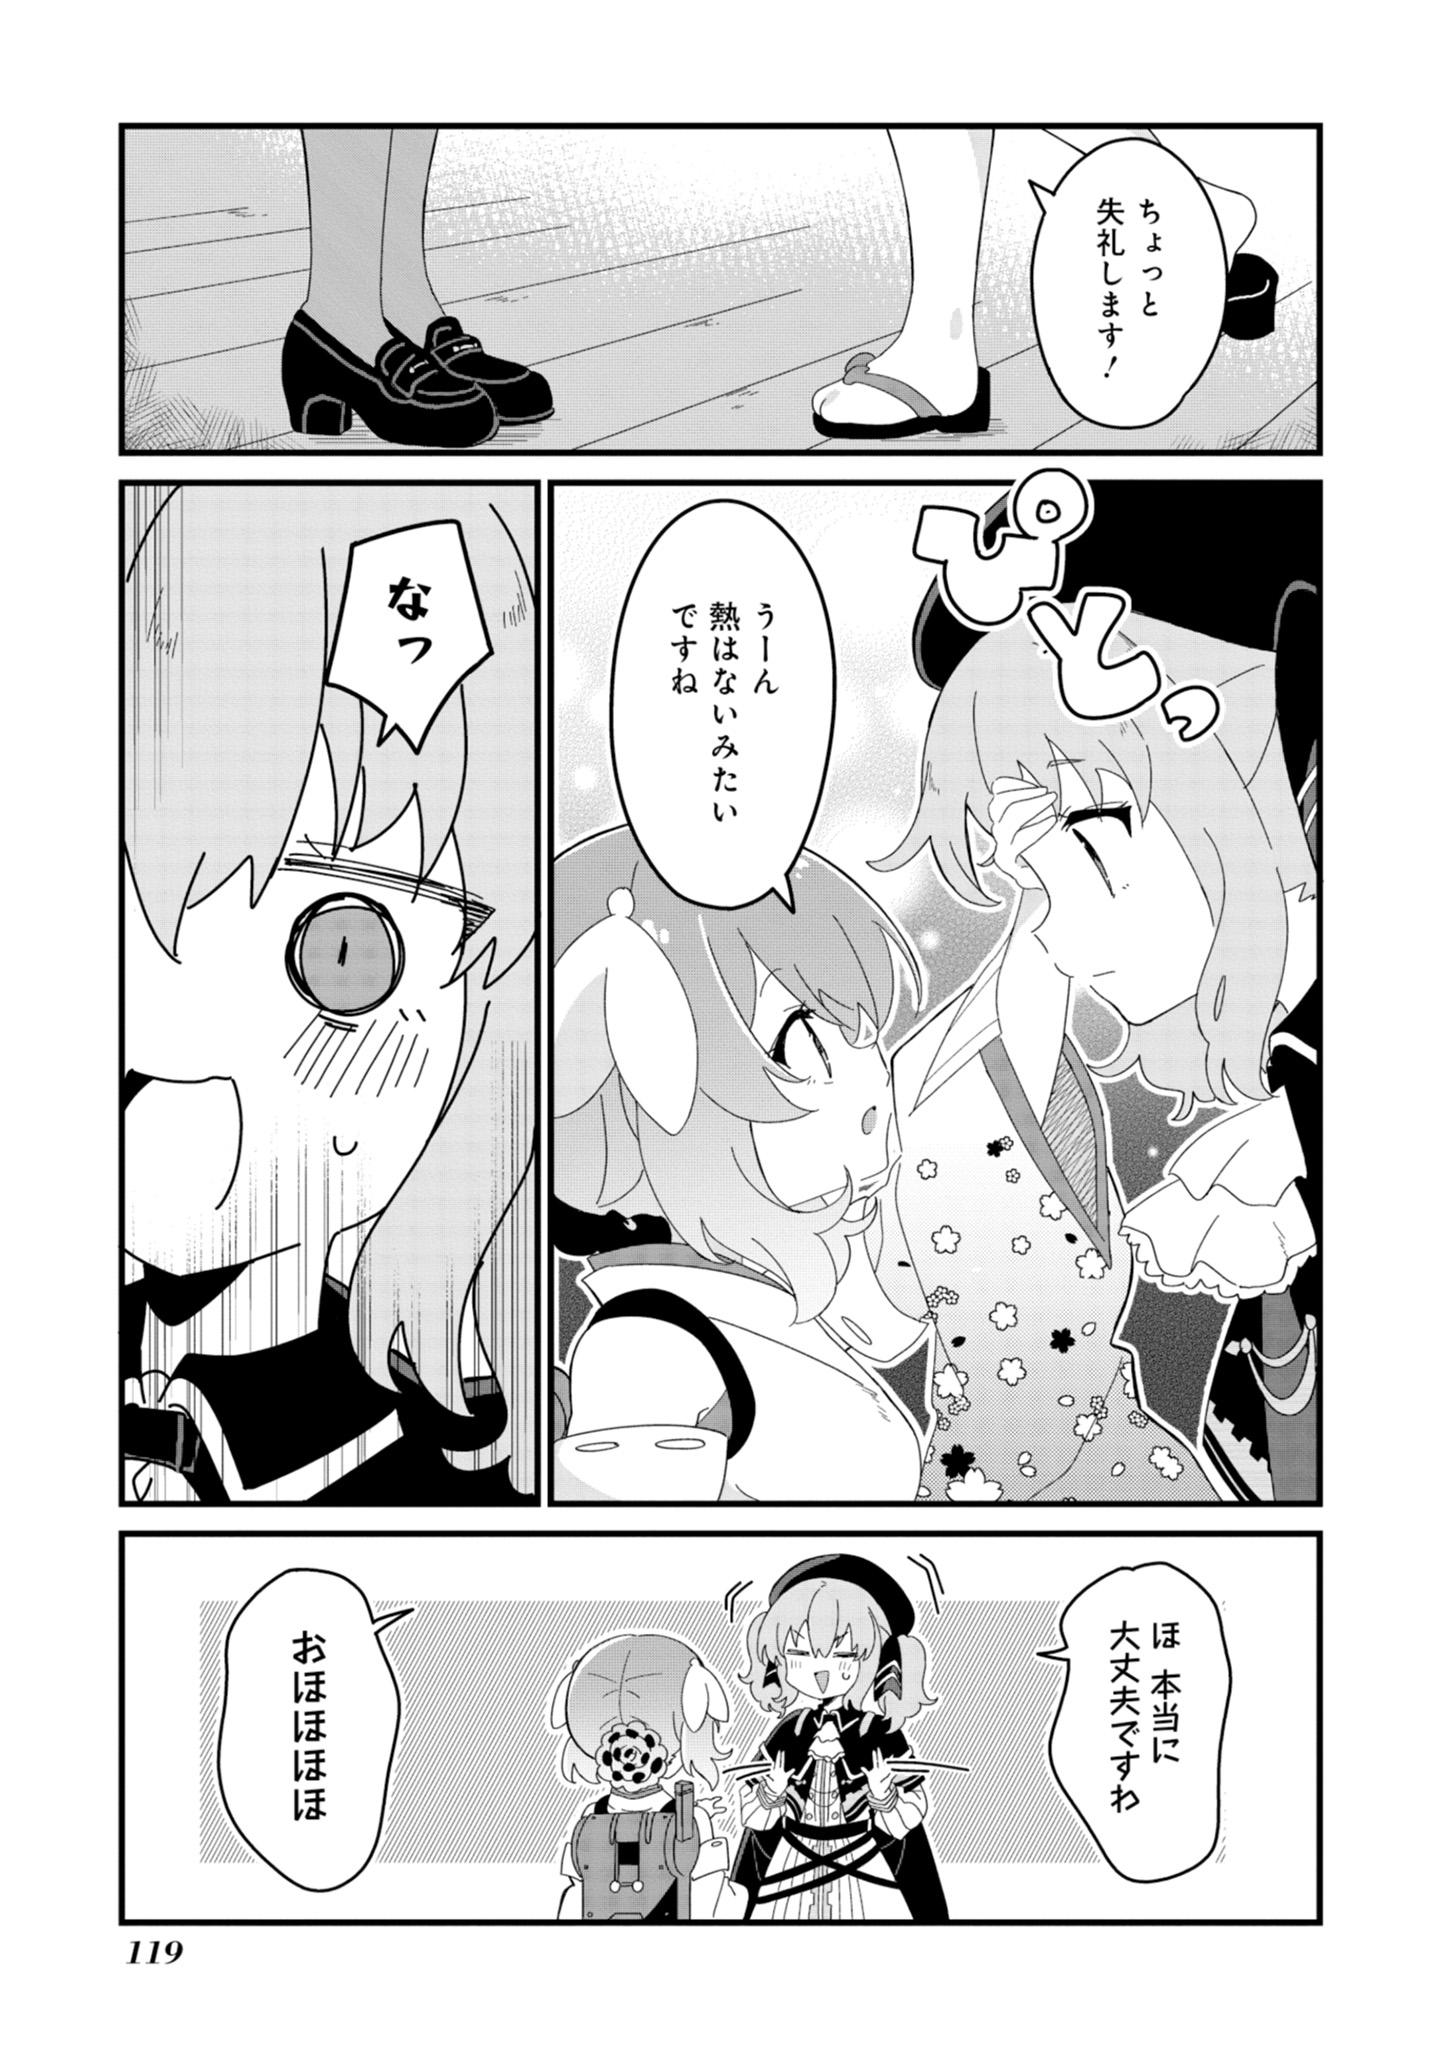 ちょっと
失礼します!
ぴとっ
うーん
熱はないみたい
ですね
なっ
ほ 本当に
大丈夫ですわ
おほほほほ
119